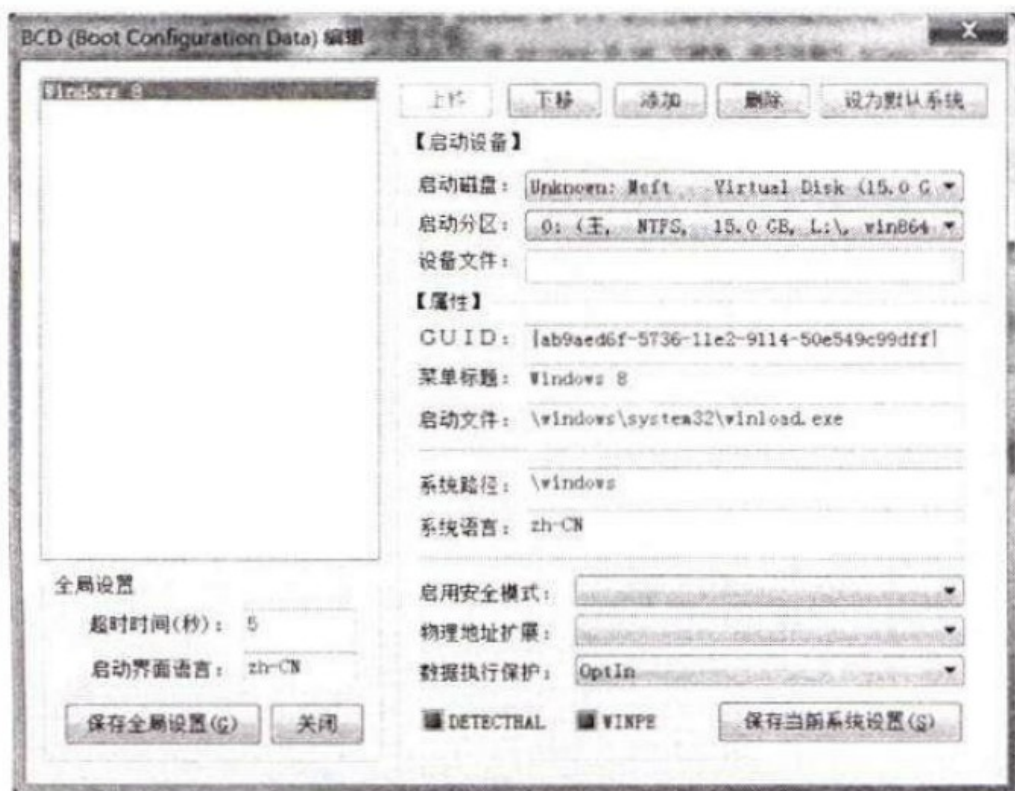 BCD (Boot Configuration Data) 编辑
Windows 8
上移 下移 添加 删除 设为默认系统
【启动设备】
启动磁盘： Unknown: Msft Virtual Disk (15.0 G
启动分区： 0: (主, NTFS, 15.0 GB, L:\, win864
设备文件：
【属性】
GUID： {ab9aed6f-5736-11e2-9114-50e549c99dff}
菜单标题： Windows 8
启动文件： \windows\system32\winload.exe
系统路径： \windows
系统语言： zh-CN
全局设置
超时时间(秒)： 5
启动界面语言： zh-CN
保存全局设置(G) 关闭
启用安全模式：
物理地址扩展：
数据执行保护： OptIn
DETECTHAL WINPE 保存当前系统设置(S)